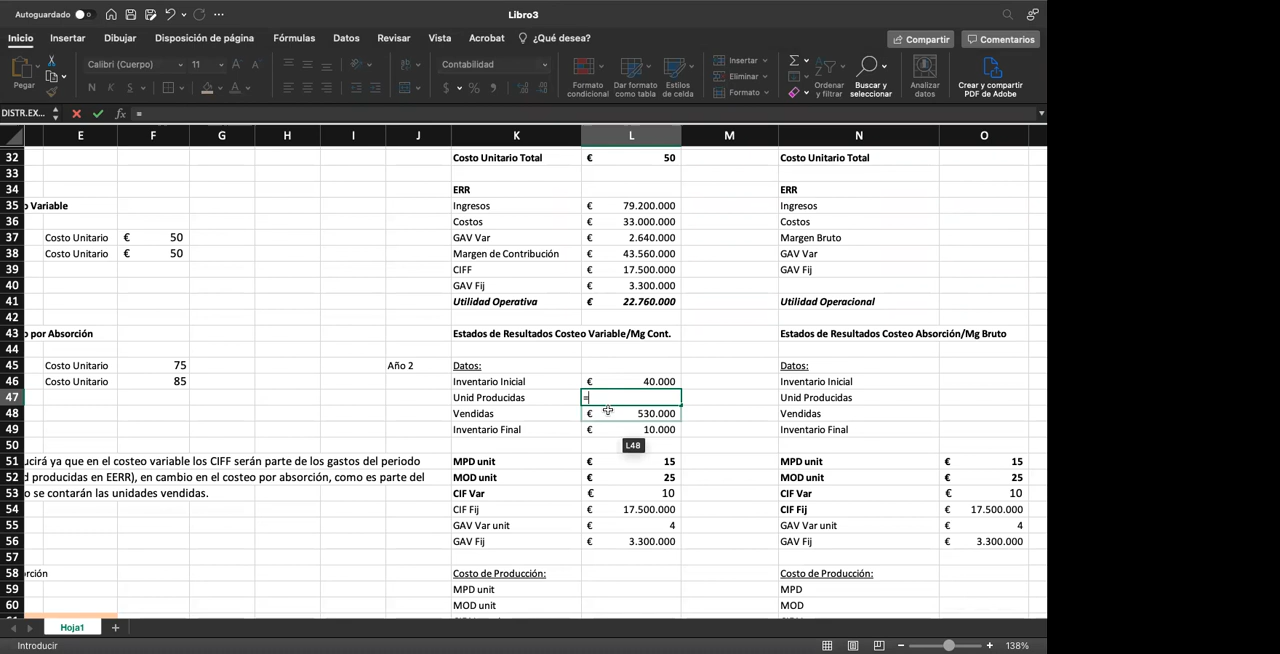 Autoguardado
Libro3
Inicio Insertar Dibujar Disposición de página Fórmulas Datos Revisar Vista Acrobat ¿Qué desea? Compartir Comentarios
Pegar
Calibri (Cuerpo) 11
N K S
Contabilidad
$ %
Formato condicional
Dar formato como tabla
Estilos de celda
Insertar
Eliminar
Formato
Ordenar y filtrar
Buscar y seleccionar
Analizar datos
Crear y compartir PDF de Adobe
DISTR.EX... fx =
E F G H I J K L M N O
32 Costo Unitario Total € 50 Costo Unitario Total
33
34 ERR ERR
35 o Variable Ingresos € 79.200.000 Ingresos
36 Costos € 33.000.000 Costos
37 Costo Unitario € 50 GAV Var € 2.640.000 Margen Bruto
38 Costo Unitario € 50 Margen de Contribución € 43.560.000 GAV Var
39 CIFF € 17.500.000 GAV Fij
40 GAV Fij € 3.300.000
41 Utilidad Operativa € 22.760.000 Utilidad Operacional
42
43 o por Absorción Estados de Resultados Costeo Variable/Mg Cont. Estados de Resultados Costeo Absorción/Mg Bruto
44
45 Costo Unitario 75 Año 2 Datos: Datos:
46 Costo Unitario 85 Inventario Inicial € 40.000 Inventario Inicial
47 Unid Producidas = Unid Producidas
48 Vendidas € 530.000 Vendidas
49 Inventario Final € 10.000 Inventario Final
50 L48
51 ucirá ya que en el costeo variable los CIFF serán parte de los gastos del periodo MPD unit € 15 MPD unit € 15
52 d producidas en EERR), en cambio en el costeo por absorción, como es parte del MOD unit € 25 MOD unit € 25
53 o se contarán las unidades vendidas. CIF Var € 10 CIF Var € 10
54 CIF Fij € 17.500.000 CIF Fij € 17.500.000
55 GAV Var unit € 4 GAV Var unit € 4
56 GAV Fij € 3.300.000 GAV Fij € 3.300.000
57
58 rción Costo de Producción: Costo de Producción:
59 MPD unit MPD
60 MOD unit MOD
Hoja1
Introducir 138%